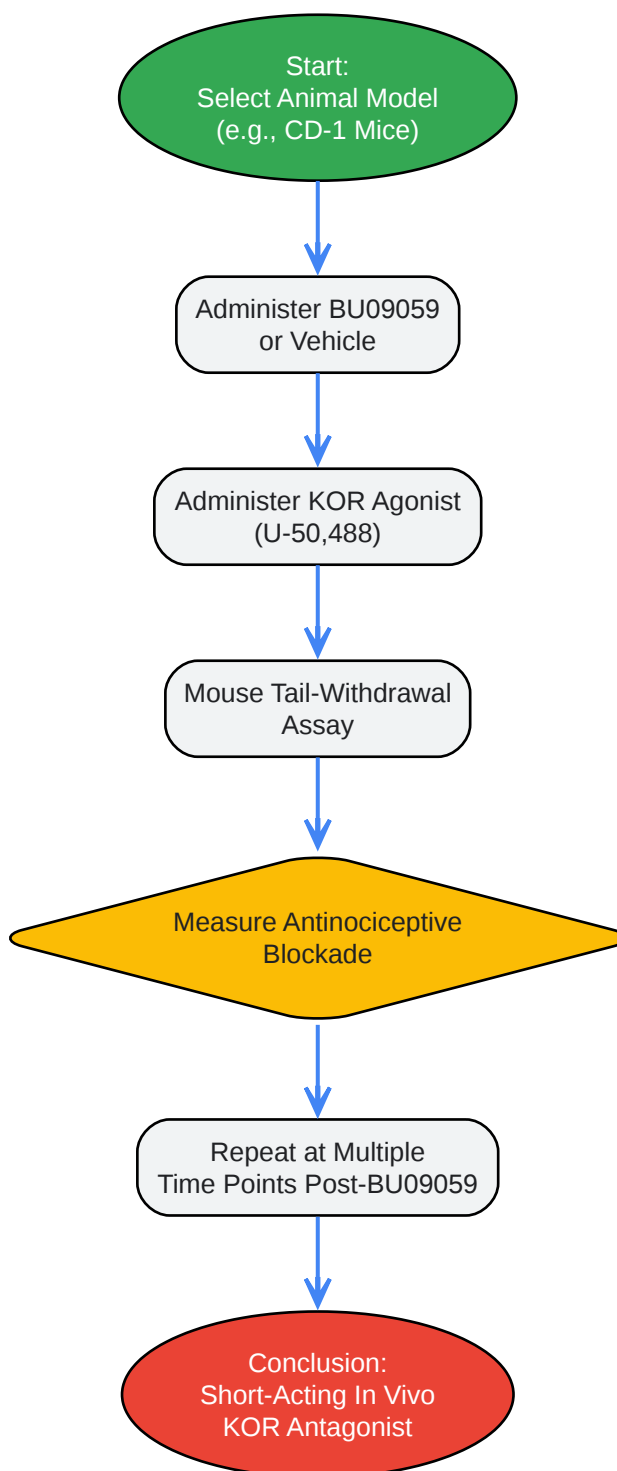 Start:
Select Animal Model
(e.g., CD-1 Mice)
Administer BU09059
or Vehicle
Administer KOR Agonist
(U-50,488)
Mouse Tail-Withdrawal
Assay
Measure Antinociceptive
Blockade
Repeat at Multiple
Time Points Post-BU09059
Conclusion:
Short-Acting In Vivo
KOR Antagonist